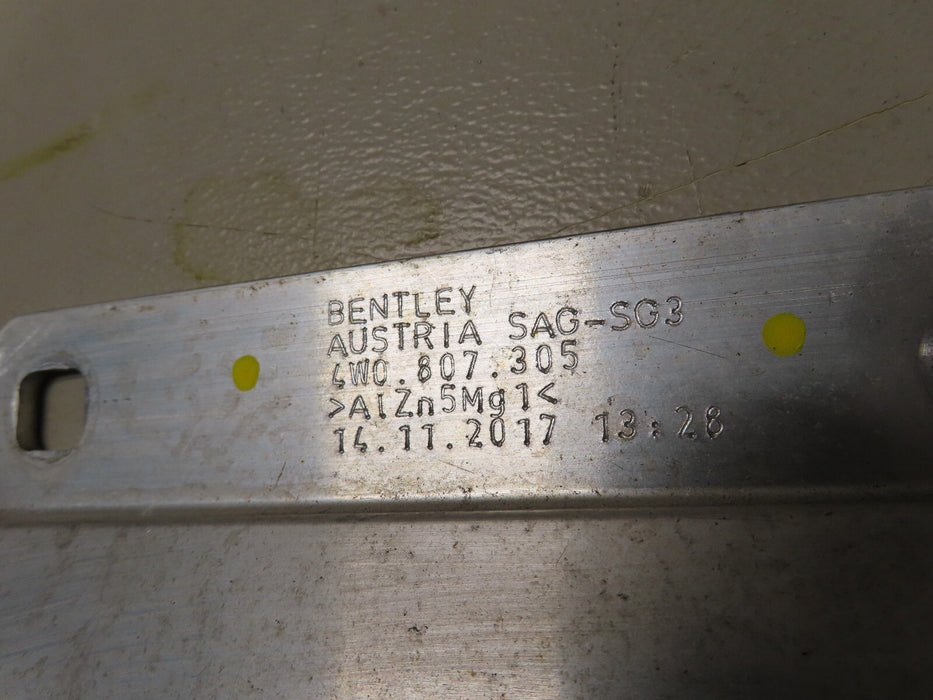 BENTLEY
AUSTRIA SAG-SG3
4W0.807.305
>AlZn5Mg1<
14.11.2017 13:28